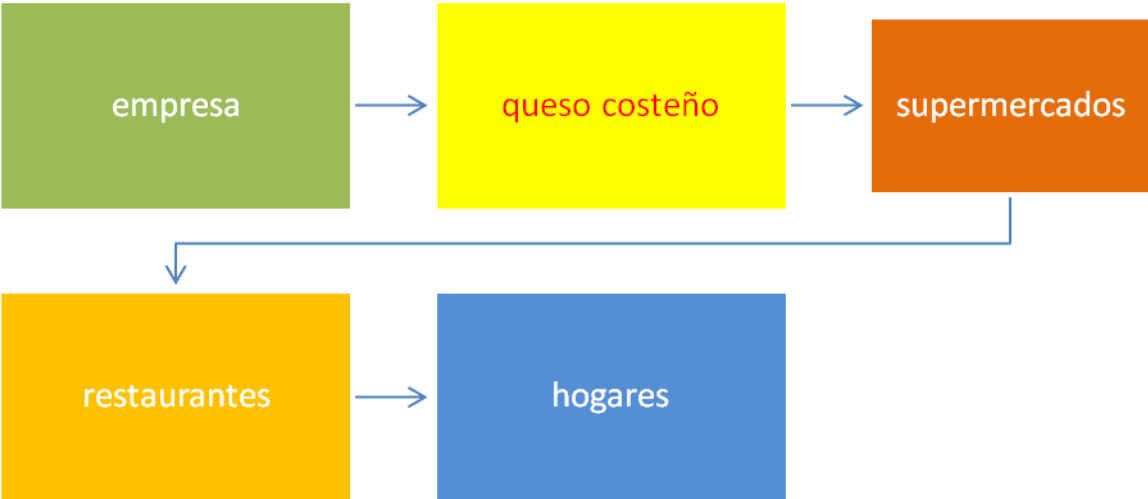 empresa
queso costeño
supermercados
restaurantes
hogares